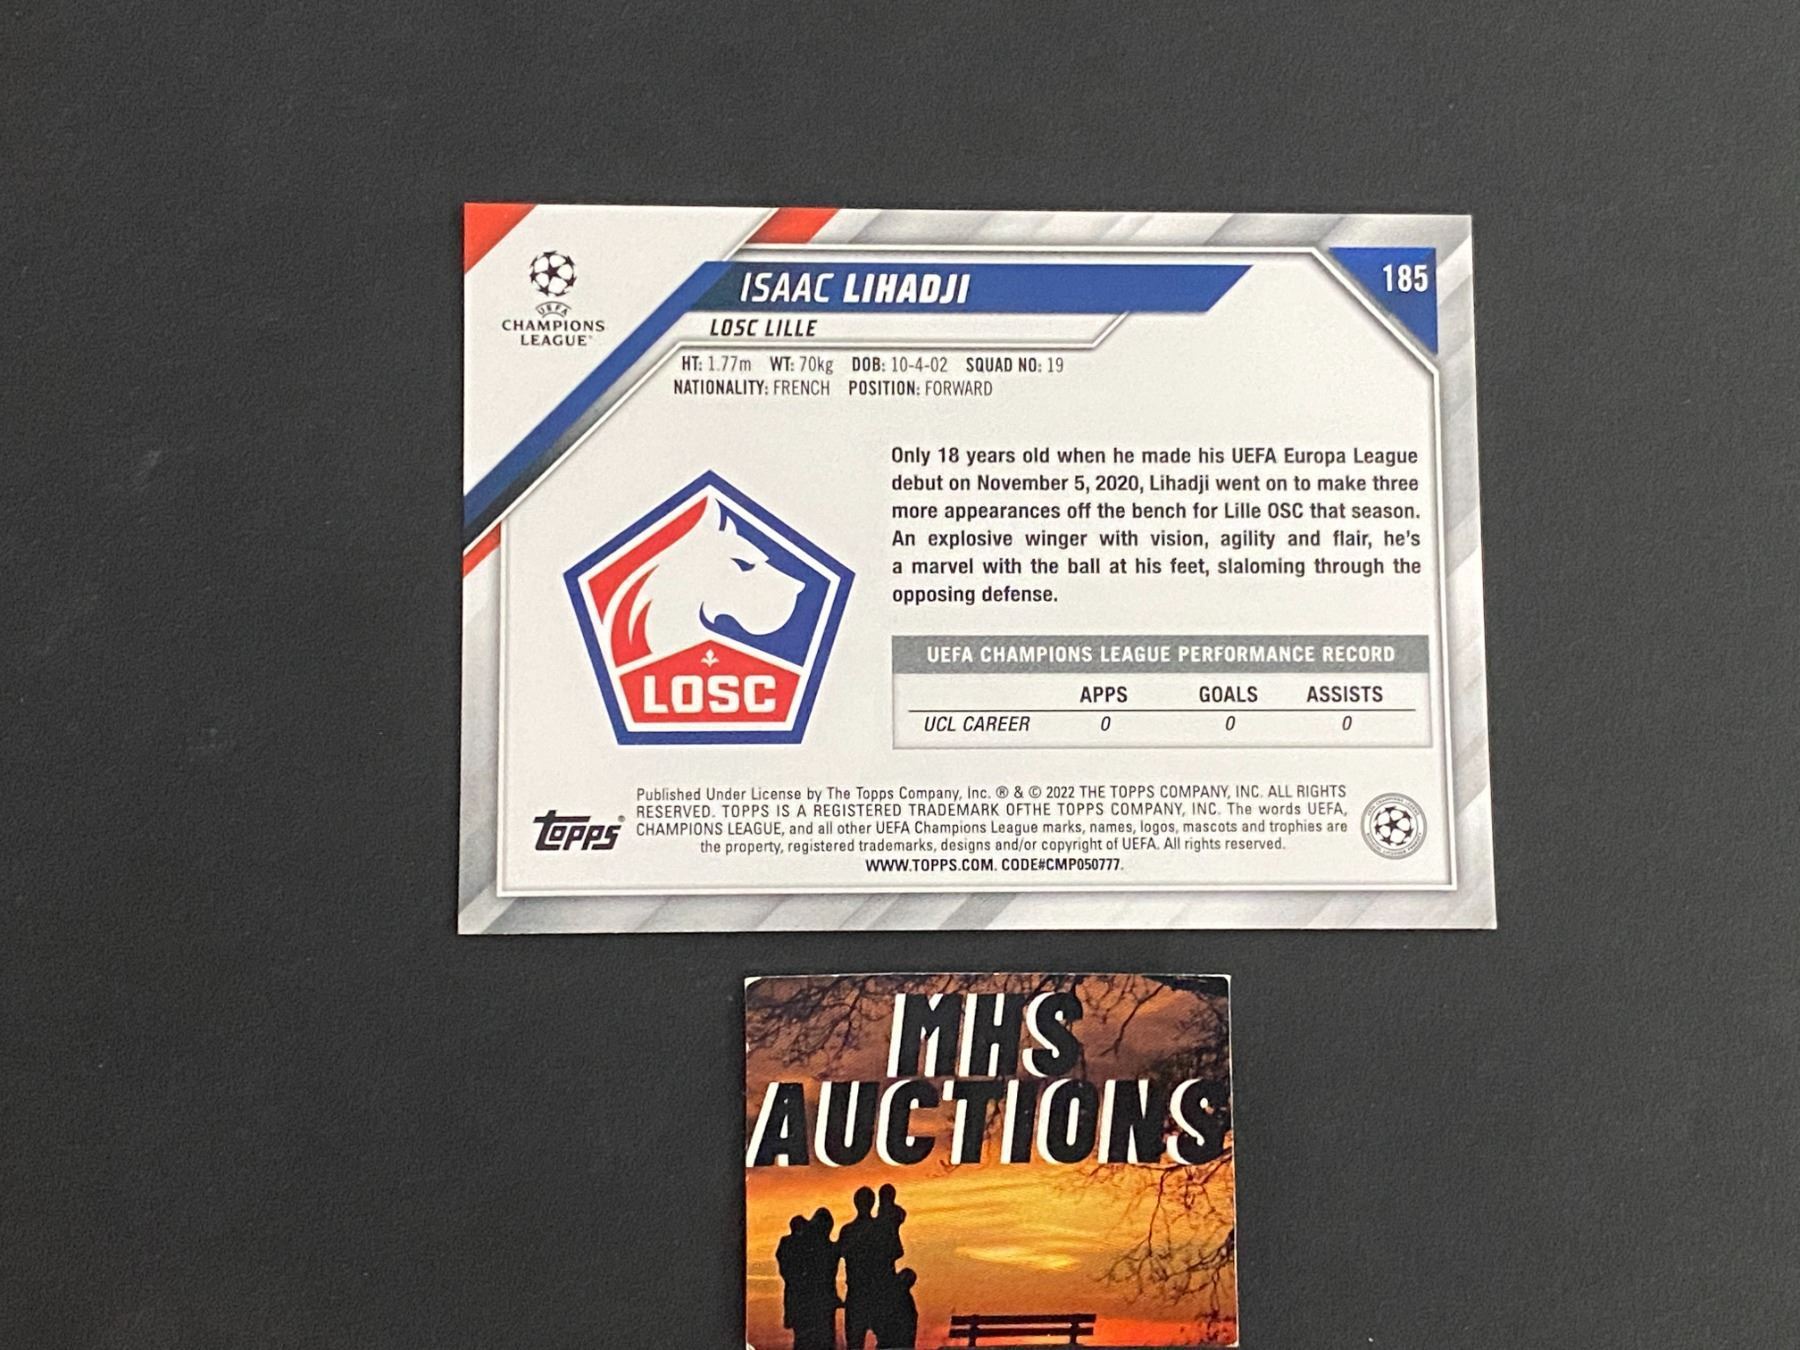 UEFA
CHAMPIONS
LEAGUE
ISAAC LIHADJI
185
LOSC LILLE
HT: 1.77m WT: 70kg DOB: 10-4-02 SQUAD NO: 19
NATIONALITY: FRENCH POSITION: FORWARD
Only 18 years old when he made his UEFA Europa League
debut on November 5, 2020, Lihadji went on to make three
more appearances off the bench for Lille OSC that season.
An explosive winger with vision, agility and flair, he's
a marvel with the ball at his feet, slaloming through the
opposing defense.
LOSC
UEFA CHAMPIONS LEAGUE PERFORMANCE RECORD
APPS GOALS ASSISTS
UCL CAREER 0 0 0
Topps®
Published Under License by The Topps Company, Inc. ® & © 2022 THE TOPPS COMPANY, INC. ALL RIGHTS
RESERVED. TOPPS IS A REGISTERED TRADEMARK OFTHE TOPPS COMPANY, INC. The words UEFA,
CHAMPIONS LEAGUE, and all other UEFA Champions League marks, names, logos, mascots and trophies are
the property, registered trademarks, designs and/or copyright of UEFA. All rights reserved.
WWW.TOPPS.COM. CODE#CMP050777.
MHS
AUCTIONS